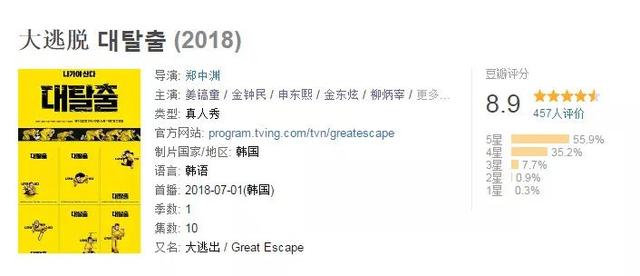 大逃脱 대탈출 (2018)
나가야 산다
대탈출
导演: 郑中渊
主演: 姜镐童 / 金钟民 / 申东熙 / 金东炫 / 柳炳宰 / 更多...
类型: 真人秀
官方网站: program.tving.com/tvn/greatescape
制片国家/地区: 韩国
语言: 韩语
首播: 2018-07-01(韩国)
季数: 1
集数: 10
又名: 大逃出 / Great Escape
豆瓣评分
8.9
457人评价
5星 55.9%
4星 35.2%
3星 7.7%
2星 0.9%
1星 0.3%